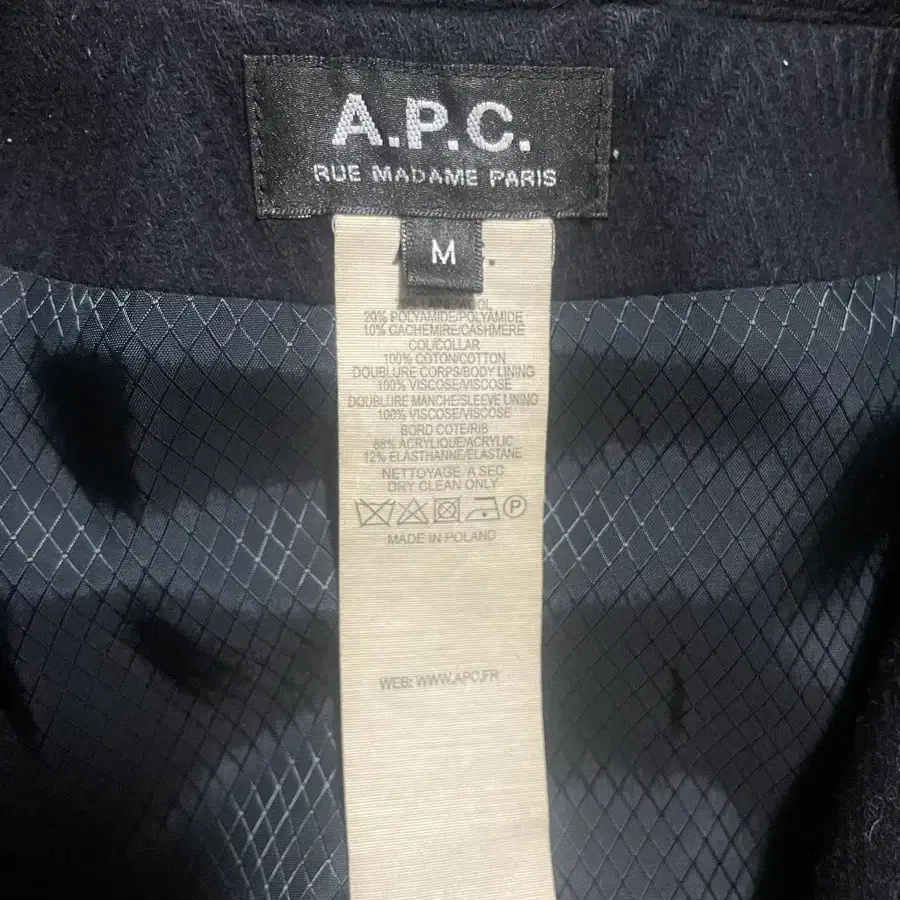 A.P.C.
RUE MADAME PARIS
M
20% POLYAMIDE/POLYAMIDE
10% CACHEMIRE/CASHMERE
COL/COLLAR
100% COTON/COTTON
DOUBLURE CORPS/BODY LINING
100% VISCOSE/VISCOSE
DOUBLURE MANCHE/SLEEVE LINING
100% VISCOSE/VISCOSE
BORD COTE/RIB
88% ACRYLIQUE/ACRYLIC
12% ELASTHANNE/ELASTANE
NETTOYAGE A SEC
DRY CLEAN ONLY
P
MADE IN POLAND
WEB: WWW.APC.FR